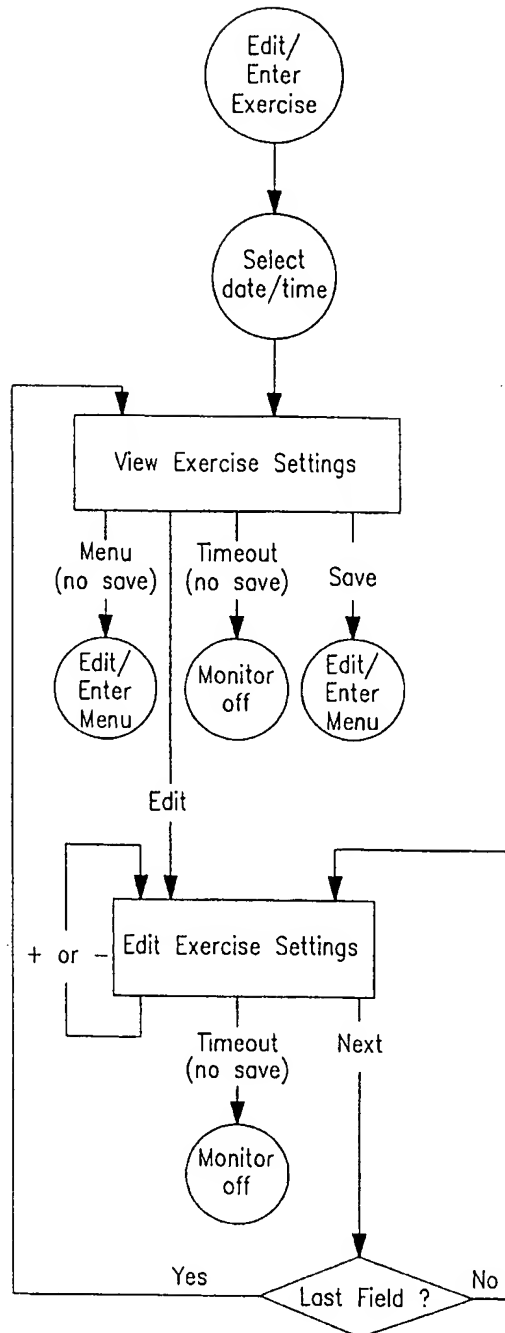 Edit/
Enter
Exercise
Select
date/time
View Exercise Settings
Menu
(no save)
Timeout
(no save)
Save
Edit/
Enter
Menu
Monitor
off
Edit/
Enter
Menu
Edit
+ or -
Edit Exercise Settings
Timeout
(no save)
Next
Monitor
off
Yes
Last Field ?
No